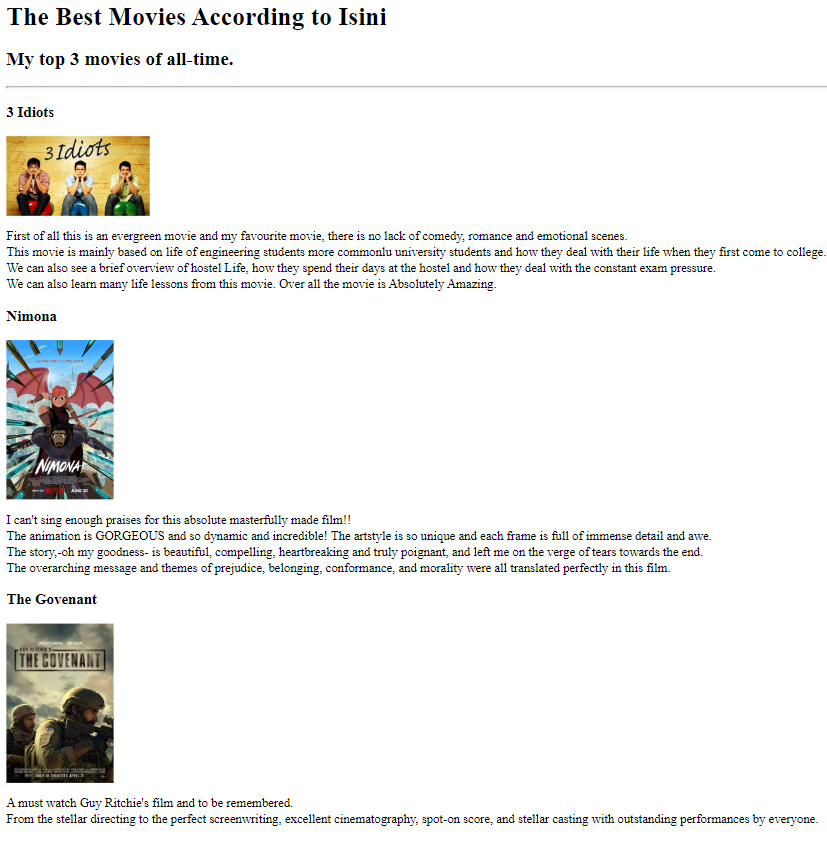 The Best Movies According to Isini
My top 3 movies of all-time.
3 Idiots
3 Idiots
First of all this is an evergreen movie and my favourite movie, there is no lack of comedy, romance and emotional scenes.
This movie is mainly based on life of engineering students more commonlu university students and how they deal with their life when they first come to college.
We can also see a brief overview of hostel Life, how they spend their days at the hostel and how they deal with the constant exam pressure.
We can also learn many life lessons from this movie. Over all the movie is Absolutely Amazing.
Nimona
NIMONA
JUNE 30
I can't sing enough praises for this absolute masterfully made film!!
The animation is GORGEOUS and so dynamic and incredible! The artstyle is so unique and each frame is full of immense detail and awe.
The story,-oh my goodness- is beautiful, compelling, heartbreaking and truly poignant, and left me on the verge of tears towards the end.
The overarching message and themes of prejudice, belonging, conformance, and morality were all translated perfectly in this film.
The Govenant
GUY RITCHIE'S
THE COVENANT
ONLY IN THEATERS APRIL 21
A must watch Guy Ritchie's film and to be remembered.
From the stellar directing to the perfect screenwriting, excellent cinematography, spot-on score, and stellar casting with outstanding performances by everyone.